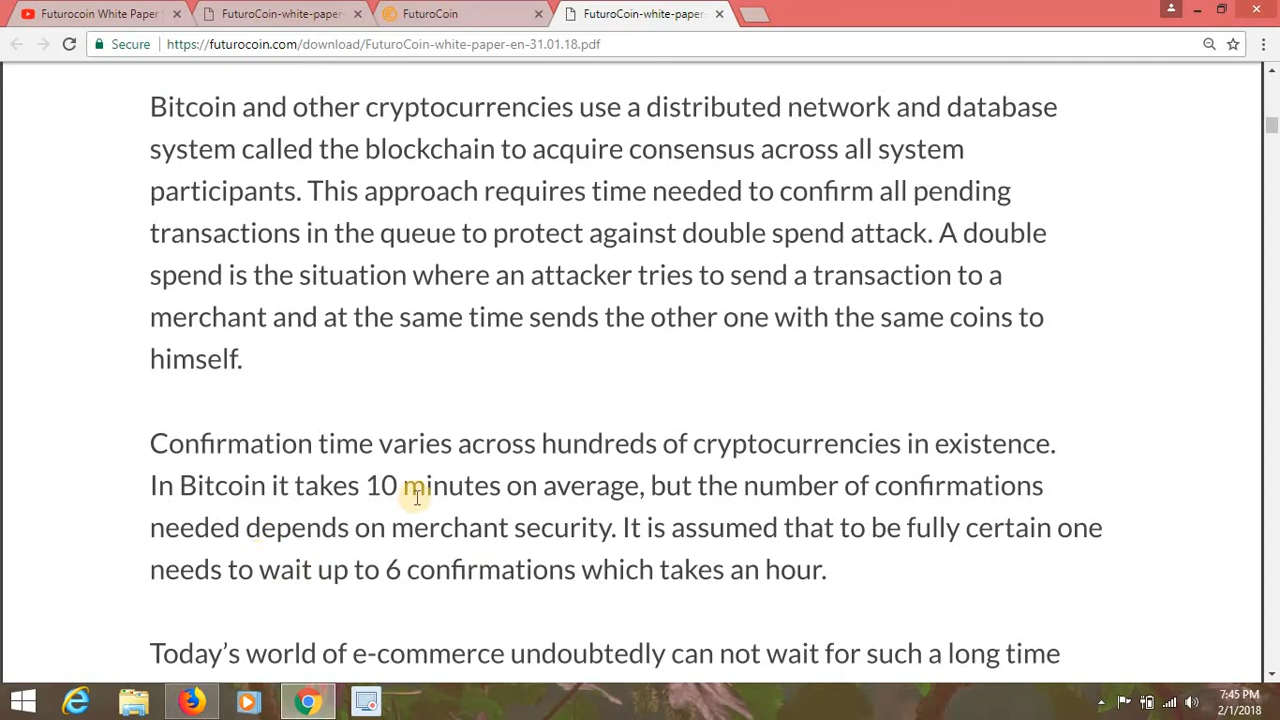 Futurocoin White Paper
FuturoCoin-white-paper-
FuturoCoin
FuturoCoin-white-paper-
Secure
https://futurocoin.com/download/FuturoCoin-white-paper-en-31.01.18.pdf
Bitcoin and other cryptocurrencies use a distributed network and database
system called the blockchain to acquire consensus across all system
participants. This approach requires time needed to confirm all pending
transactions in the queue to protect against double spend attack. A double
spend is the situation where an attacker tries to send a transaction to a
merchant and at the same time sends the other one with the same coins to
himself.
Confirmation time varies across hundreds of cryptocurrencies in existence.
In Bitcoin it takes 10 minutes on average, but the number of confirmations
needed depends on merchant security. It is assumed that to be fully certain one
needs to wait up to 6 confirmations which takes an hour.
Today’s world of e-commerce undoubtedly can not wait for such a long time
7:45 PM
2/1/2018